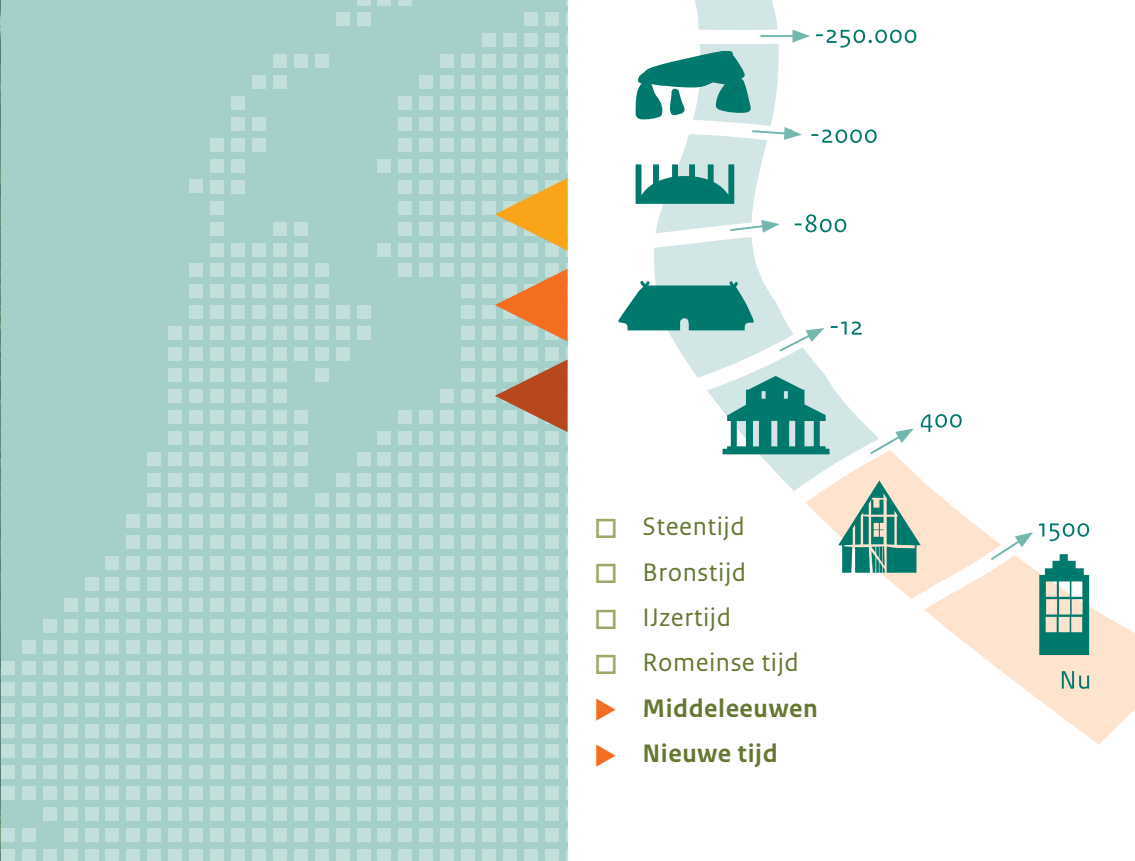 -250.000
-2000
-800
-12
400
1500
Nu
Steentijd
Bronstijd
IJzertijd
Romeinse tijd
Middeleeuwen
Nieuwe tijd